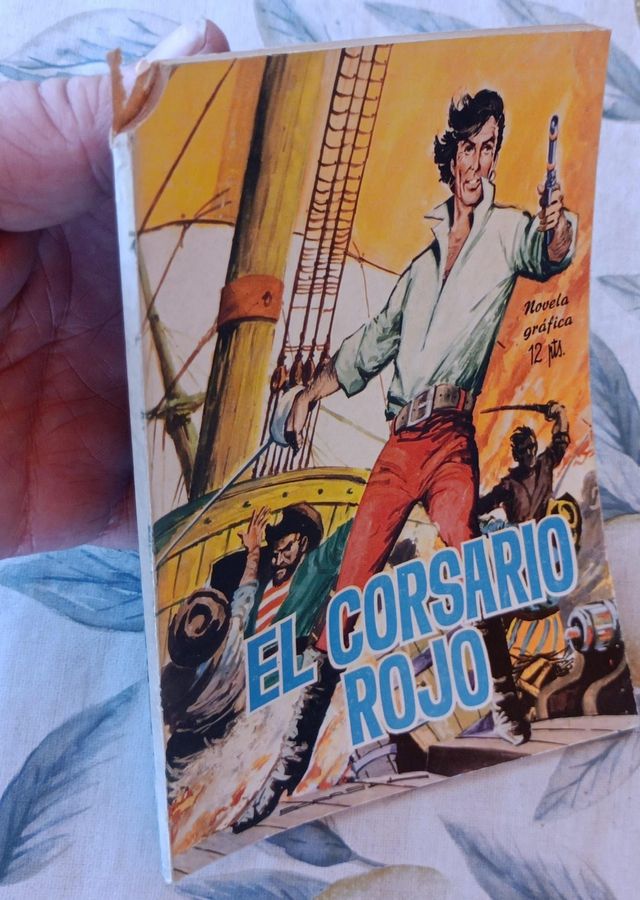 Novela
gráfica
12 pts.
EL CORSARIO
ROJO